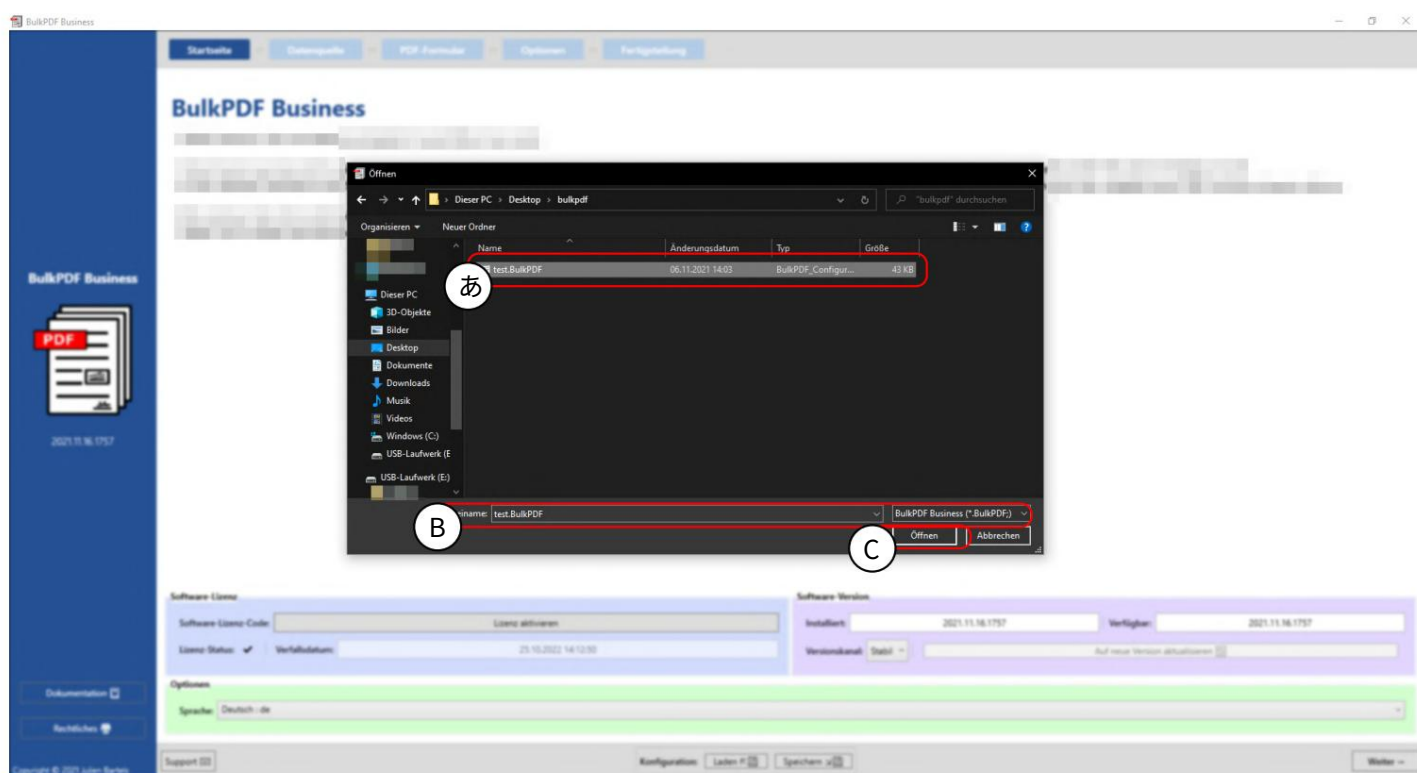 BulkPDF Business
Startseite Datenquelle PDF-Formular Optionen Fertigstellung
BulkPDF Business
Öffnen
Dieser PC › Desktop › bulkpdf
"bulkpdf" durchsuchen
Organisieren Neuer Ordner
Name Änderungsdatum Typ Größe
あ test.BulkPDF 06.11.2021 14:03 BulkPDF_Configur... 43 KB
Dieser PC
3D-Objekte
Bilder
Desktop
Dokumente
Downloads
Musik
Videos
Windows (C:)
USB-Laufwerk (E
USB-Laufwerk (E:)
B einame: test.BulkPDF BulkPDF Business (*.BulkPDF;)
C Öffnen Abbrechen
BulkPDF Business
PDF
2021.11.16.1757
Software-Lizenz
Software-Lizenz-Code: Lizenz aktivieren
Lizenz-Status: Verfallsdatum: 25.10.2022 14:12:50
Software-Version
Installiert: 2021.11.16.1757 Verfügbar: 2021.11.16.1757
Versionskanal: Stabil Auf neue Version aktualisieren
Optionen
Sprache: Deutsch : de
Dokumentation
Rechtliches
Copyright © 2021 Julien Bartels
Support
Konfiguration: Laden Speichern
Weiter